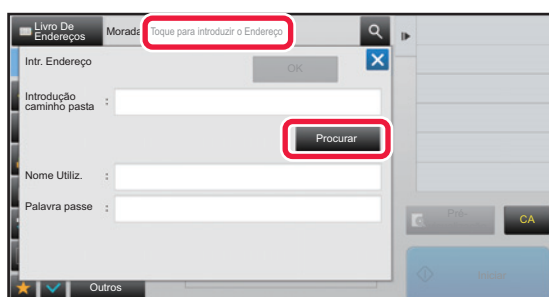 Livro De
Endereços
Morada
Toque para introduzir o Endereço
Intr. Endereço
OK
Introdução
caminho pasta :
Procurar
Nome Utiliz. :
Palavra passe :
Pré-
CA
Iniciar
Outros